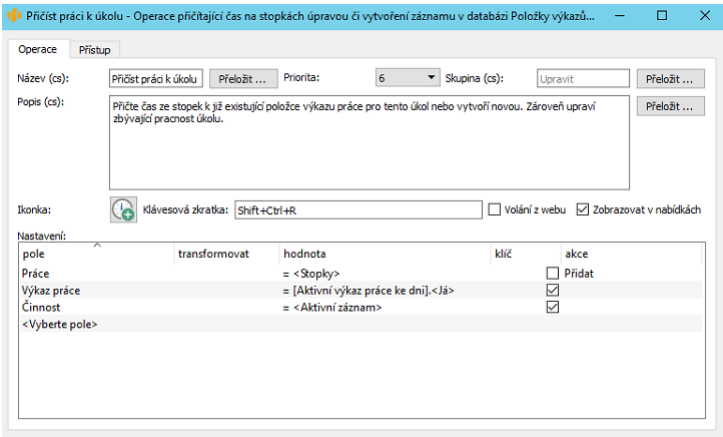 Přičíst práci k úkolu - Operace přičítající čas na stopkách úpravou či vytvoření záznamu v databázi Položky výkazů...
Operace Přístup
Název (cs): Přičíst práci k úkolu Přeložit ... Priorita: 6 Skupina (cs): Upravit Přeložit ...
Popis (cs): Přičte čas ze stopek k již existující položce výkazu práce pro tento úkol nebo vytvoří novou. Zároveň upraví Přeložit ...
zbývající pracnost úkolu.
Ikonka: Klávesová zkratka: Shift+Ctrl+R Volání z webu Zobrazovat v nabídkách
Nastavení:
pole transformovat hodnota klíč akce
Práce = <Stopky> Přidat
Výkaz práce = [Aktivní výkaz práce ke dni].<Já>
Činnost = <Aktivní záznam>
<Vyberte pole>